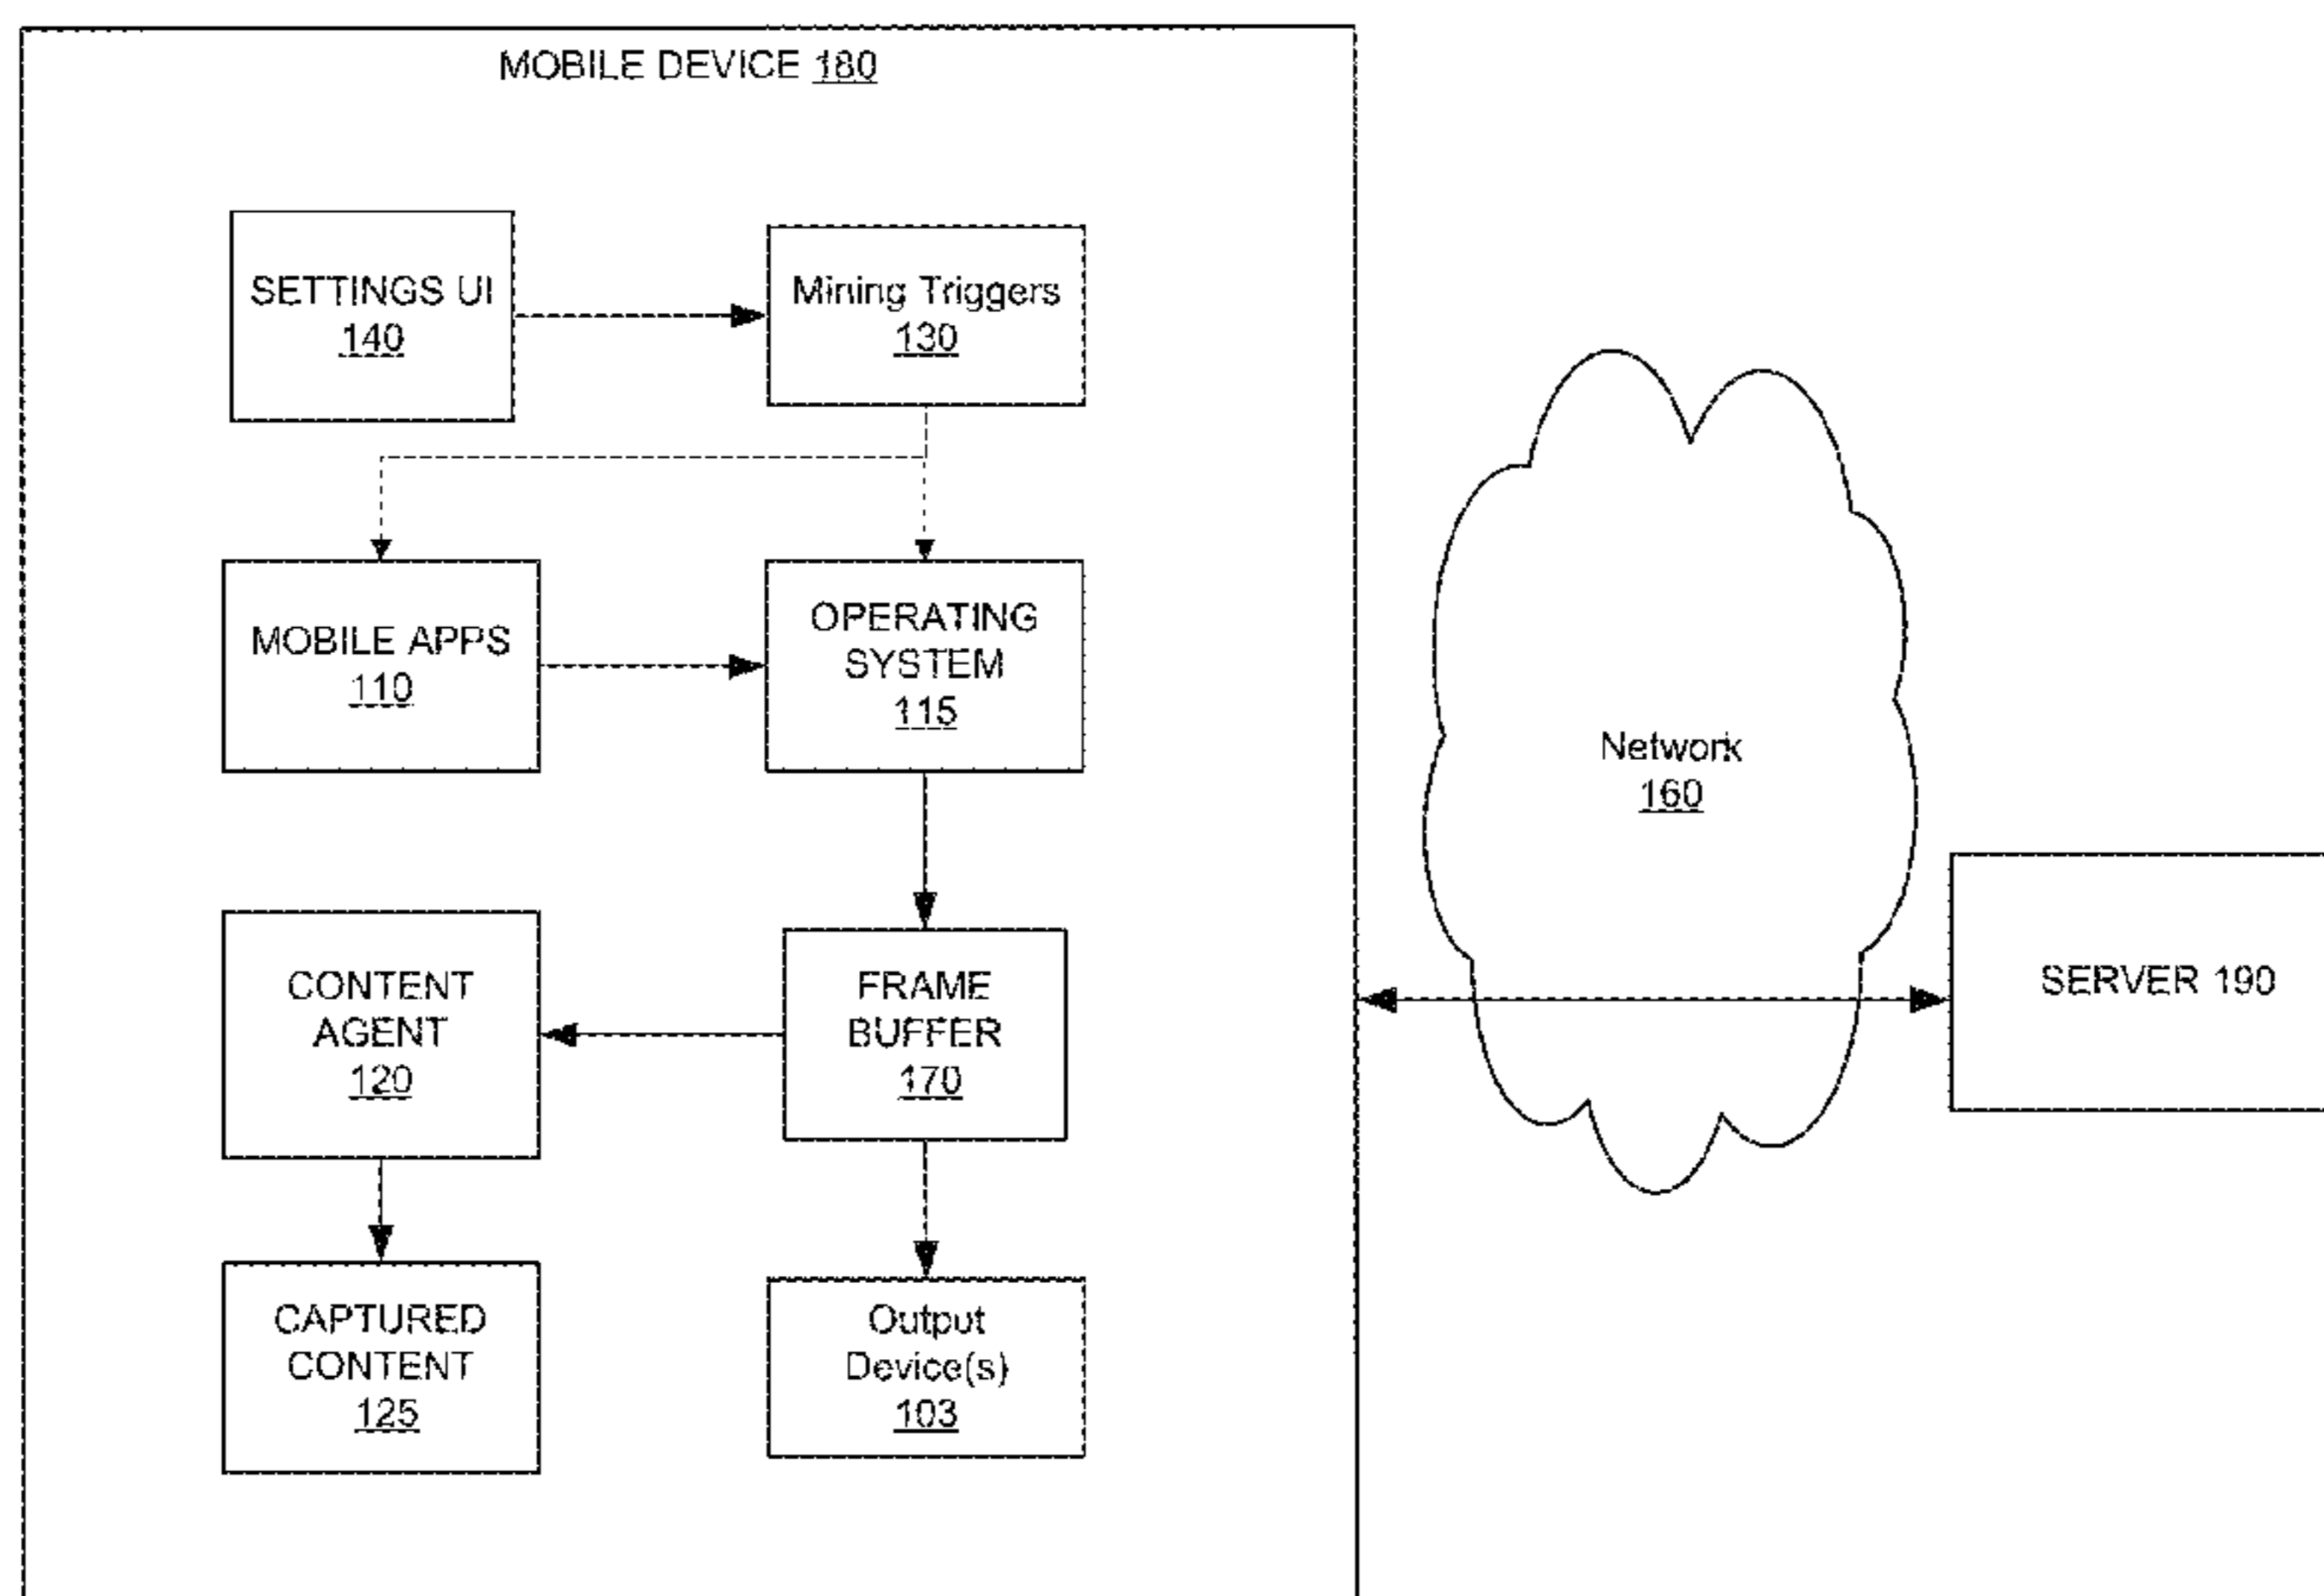 MOBILE DEVICE 180
SETTINGS UI
140
Mining Triggers
130
MOBILE APPS
110
OPERATING
SYSTEM
115
Network
160
CONTENT
AGENT
120
FRAME
BUFFER
170
SERVER 190
CAPTURED
CONTENT
125
Output
Device(s)
103